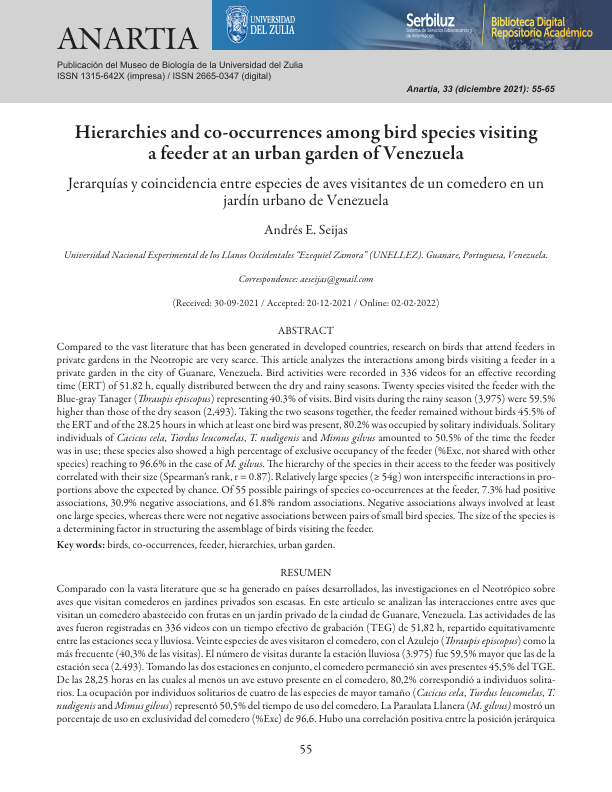 ANARTIA
UNIVERSIDAD
DEL ZULIA
Serbiluz
Sistema de Servicios Bibliotecarios y
de Información
Biblioteca Digital
Repositorio Académico
Publicación del Museo de Biología de la Universidad del Zulia
ISSN 1315-642X (impresa) / ISSN 2665-0347 (digital)
Anartia, 33 (diciembre 2021): 55-65
Hierarchies and co-occurrences among bird species visiting
a feeder at an urban garden of Venezuela
Jerarquías y coincidencia entre especies de aves visitantes de un comedero en un
jardín urbano de Venezuela
Andrés E. Seijas
Universidad Nacional Experimental de los Llanos Occidentales "Ezequiel Zamora" (UNELLEZ). Guanare, Portuguesa, Venezuela.
Correspondence: aeseijas@gmail.com
(Received: 30-09-2021 / Accepted: 20-12-2021 / Online: 02-02-2022)
ABSTRACT
Compared to the vast literature that has been generated in developed countries, research on birds that attend feeders in
private gardens in the Neotropic are very scarce. This article analyzes the interactions among birds visiting a feeder in a
private garden in the city of Guanare, Venezuela. Bird activities were recorded in 336 videos for an effective recording
time (ERT) of 51.82 h, equally distributed between the dry and rainy seasons. Twenty species visited the feeder with the
Blue-gray Tanager (Thraupis episcopus) representing 40.3% of visits. Bird visits during the rainy season (3,975) were 59.5%
higher than those of the dry season (2,493). Taking the two seasons together, the feeder remained without birds 45.5% of
the ERT and of the 28.25 hours in which at least one bird was present, 80.2% was occupied by solitary individuals. Solitary
individuals of Cacicus cela, Turdus leucomelas, T. nudigenis and Mimus gilvus amounted to 50.5% of the time the feeder
was in use; these species also showed a high percentage of exclusive occupancy of the feeder (%Exc, not shared with other
species) reaching to 96.6% in the case of M. gilvus. The hierarchy of the species in their access to the feeder was positively
correlated with their size (Spearman's rank, r = 0.87). Relatively large species (≥ 54g) won interspecific interactions in pro-
portions above the expected by chance. Of 55 possible pairings of species co-occurrences at the feeder, 7.3% had positive
associations, 30.9% negative associations, and 61.8% random associations. Negative associations always involved at least
one large species, whereas there were not negative associations between pairs of small bird species. The size of the species is
a determining factor in structuring the assemblage of birds visiting the feeder.
Key words: birds, co-occurrences, feeder, hierarchies, urban garden.
RESUMEN
Comparado con la vasta literatura que se ha generado en países desarrollados, las investigaciones en el Neotrópico sobre
aves que visitan comederos en jardines privados son escasas. En este artículo se analizan las interacciones entre aves que
visitan un comedero abastecido con frutas en un jardín privado de la ciudad de Guanare, Venezuela. Las actividades de las
aves fueron registradas en 336 videos con un tiempo efectivo de grabación (TEG) de 51,82 h, repartido equitativamente
entre las estaciones seca y lluviosa. Veinte especies de aves visitaron el comedero, con el Azulejo (Thraupis episcopus) como la
más frecuente (40,3% de las visitas). El número de visitas durante la estación lluviosa (3.975) fue 59,5% mayor que las de la
estación seca (2.493). Tomando las dos estaciones en conjunto, el comedero permaneció sin aves presentes 45,5% del TGE.
De las 28,25 horas en las cuales al menos un ave estuvo presente en el comedero, 80,2% correspondió a individuos solita-
rios. La ocupación por individuos solitarios de cuatro de las especies de mayor tamaño (Cacicus cela, Turdus leucomelas, T.
nudigenis and Mimus gilvus) representó 50,5% del tiempo de uso del comedero. La Paraulata Llanera (M. gilvus) mostró un
porcentaje de uso en exclusividad del comedero (%Exc) de 96,6. Hubo una correlación positiva entre la posición jerárquica
55